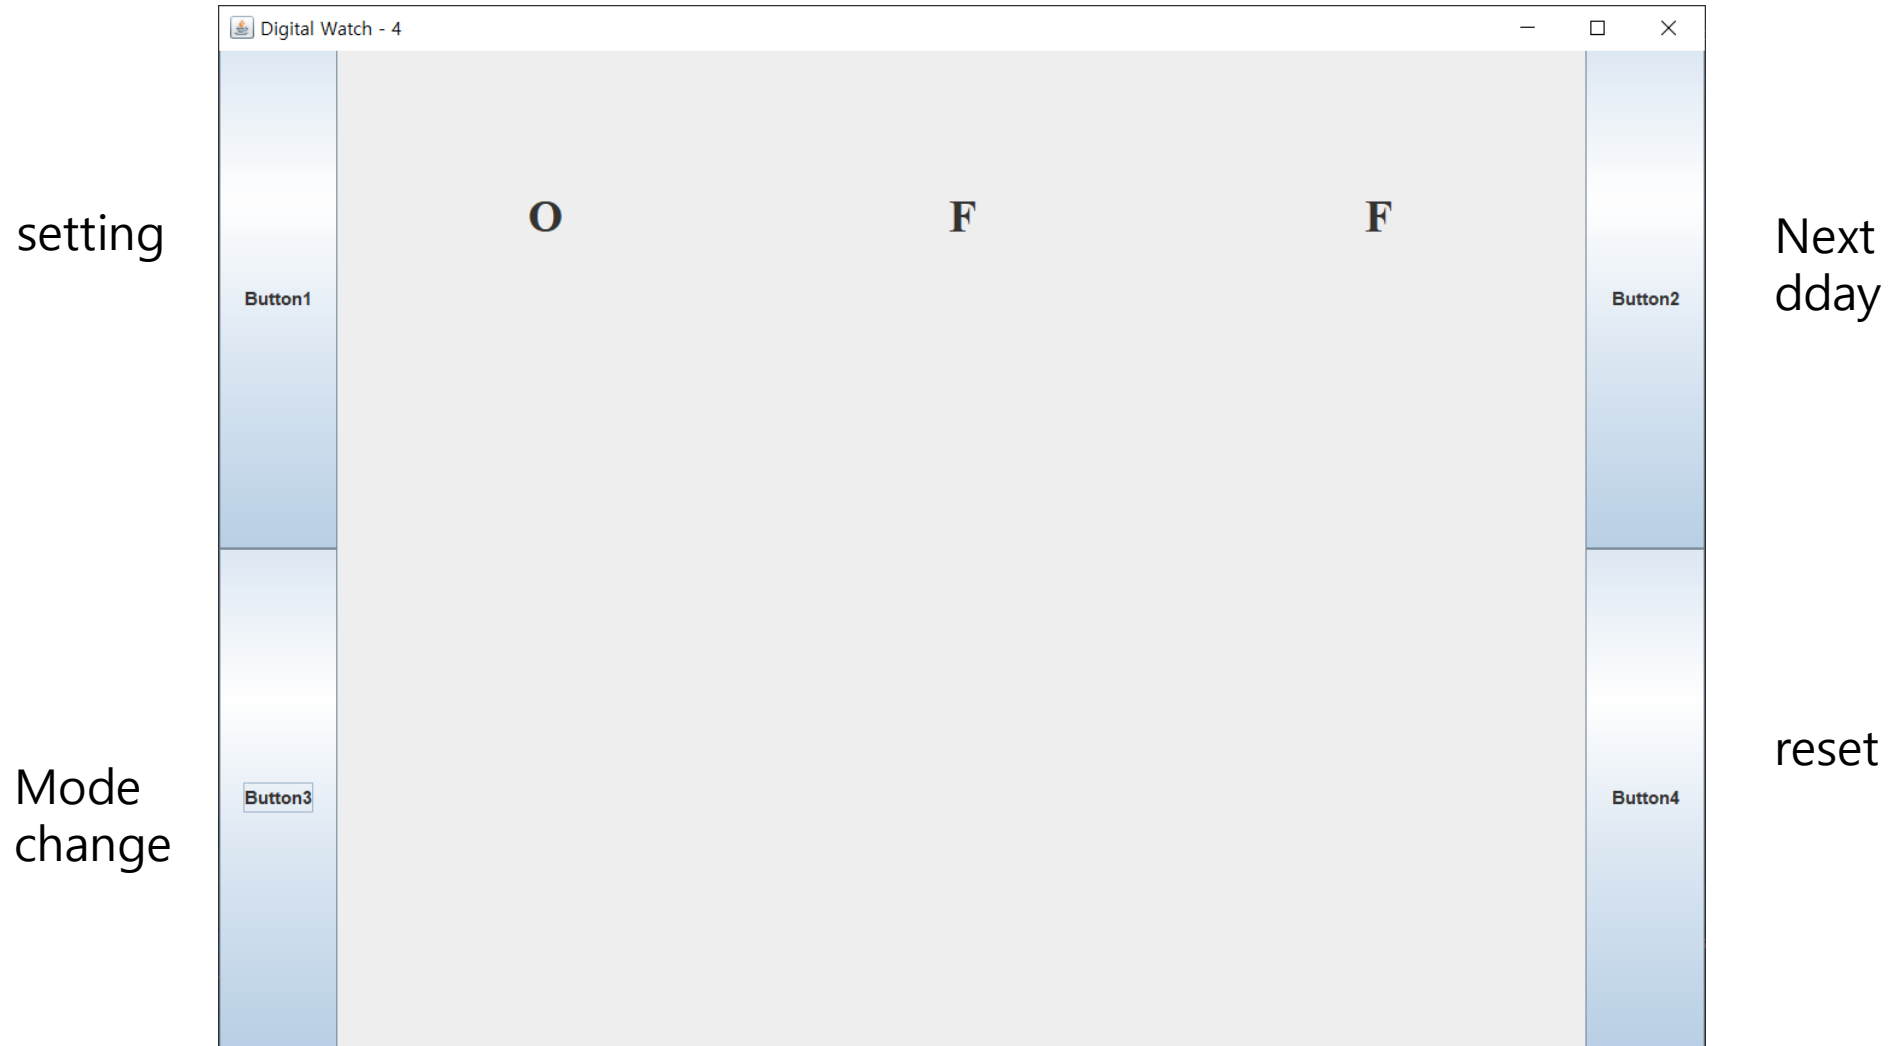 Digital Watch - 4
setting
O F F
Next
dday
Button1
Button2
Mode
change
Button3
reset
Button4